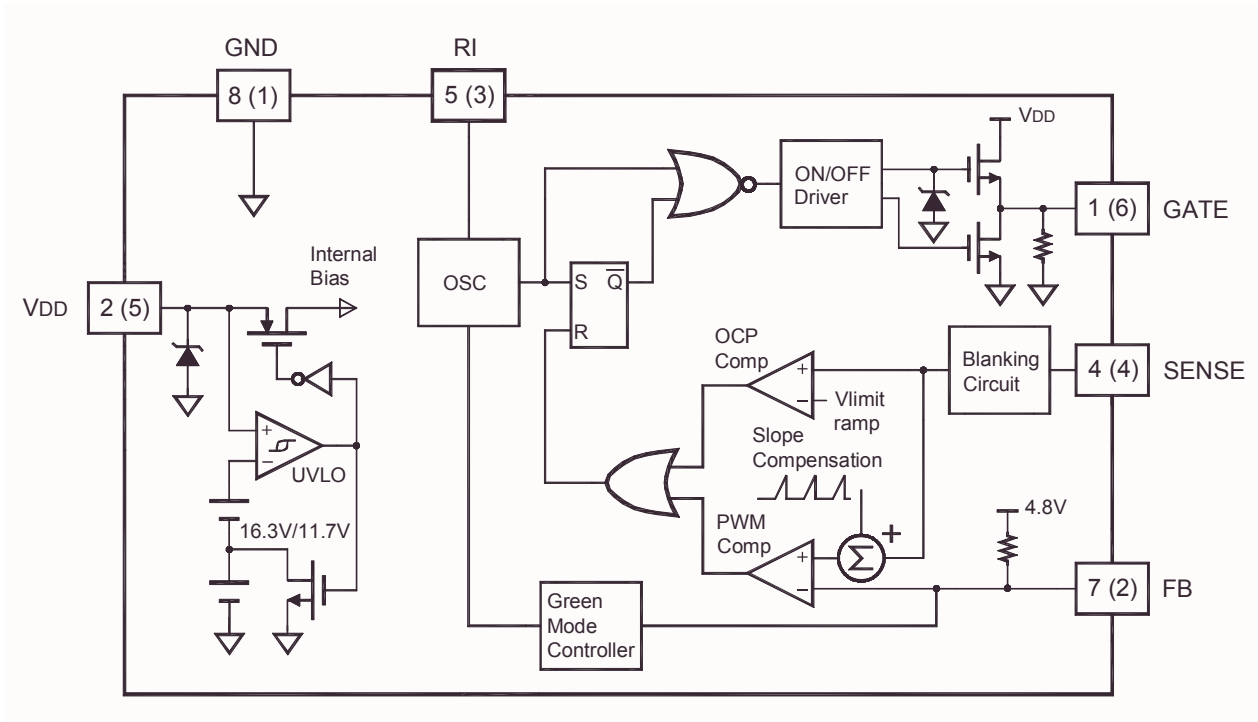 GND
RI
8 (1)
5 (3)
VDD
ON/OFF
Driver
1 (6)
GATE
Internal
Bias
OSC
S
Q̅
R
VDD
2 (5)
OCP
Comp
+
−
Vlimit
ramp
Blanking
Circuit
4 (4)
SENSE
+
−
UVLO
Slope
Compensation
16.3V/11.7V
4.8V
PWM
Comp
+
−
Σ
+
7 (2)
FB
Green
Mode
Controller